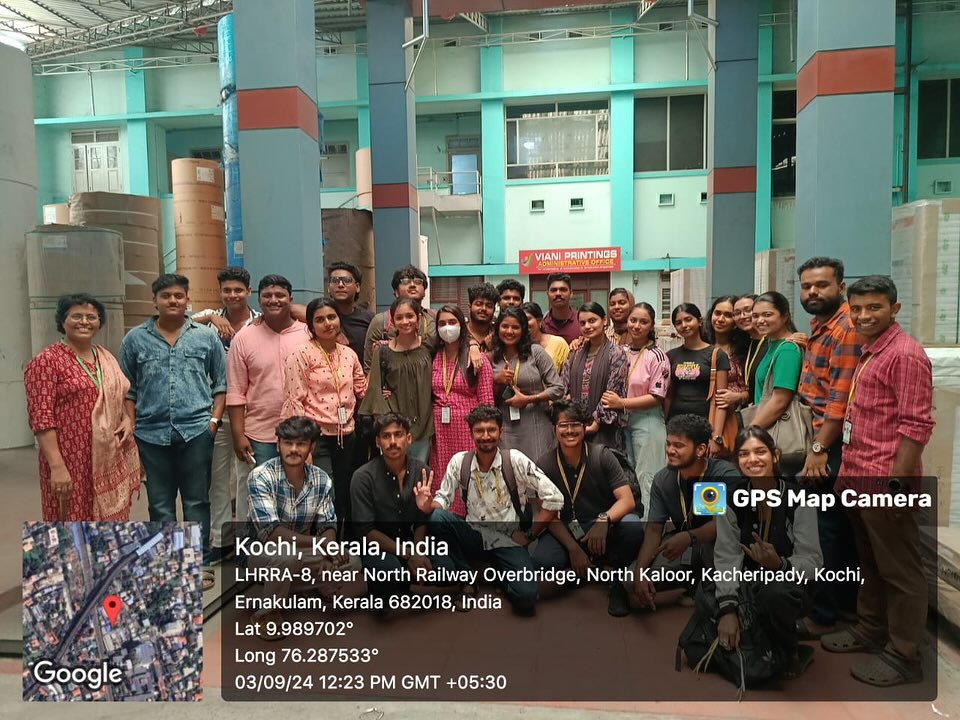 VIANI PRINTINGS
ADMINISTRATIVE OFFICE
GPS Map Camera
Kochi, Kerala, India
LHRRA-8, near North Railway Overbridge, North Kaloor, Kacheripady, Kochi,
Ernakulam, Kerala 682018, India
Lat 9.989702°
Long 76.287533°
03/09/24 12:23 PM GMT +05:30
Google